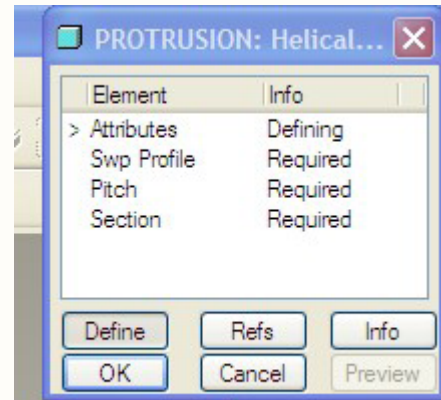 PROTRUSION: Helical...
Element Info
> Attributes Defining
Swp Profile Required
Pitch Required
Section Required
Define Refs Info
OK Cancel Preview